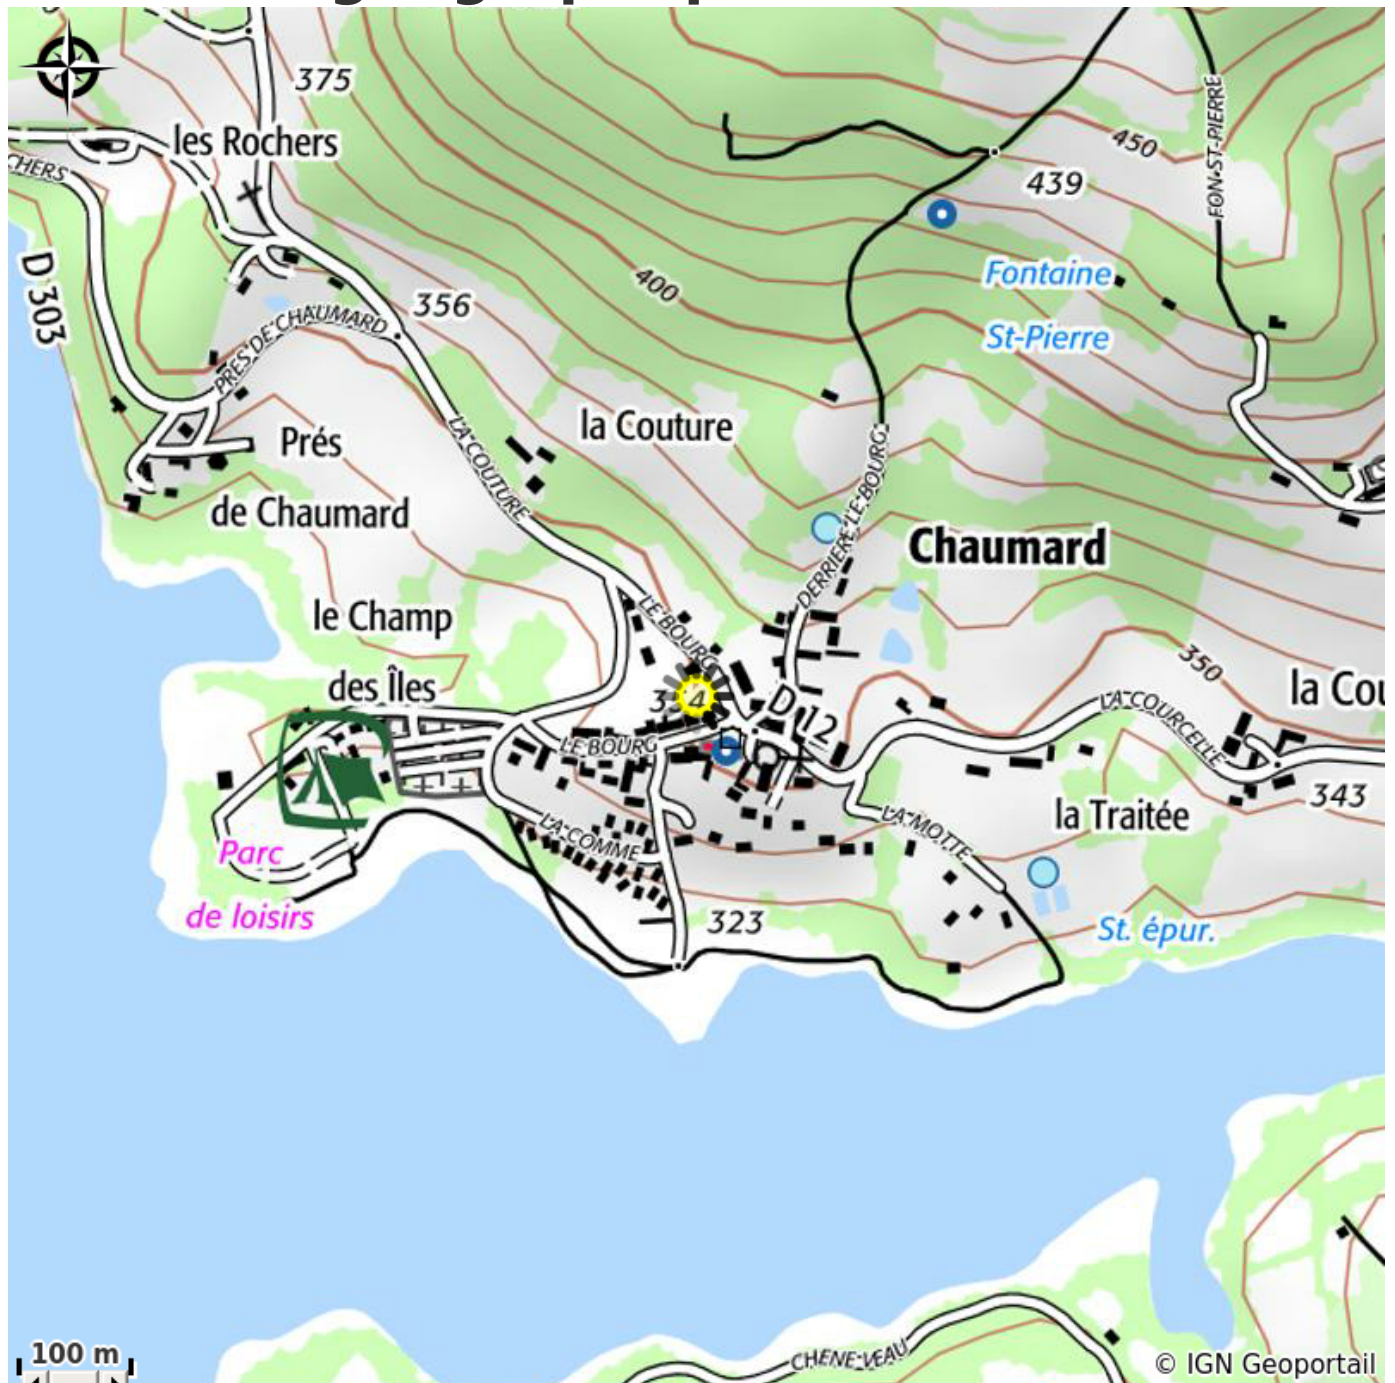 375
les Rochers
CHERS
D 303
450
439
FON-ST-PIERRE
400
356
Fontaine
St-Pierre
PRES DE CHAUMARD
la Couture
LA COUTURE
Prés
de Chaumard
DERRIERE LE BOURG
Chaumard
le Champ
des Îles
LE BOURG
350
la Cou
D 12
LA COURCELLE
LE BOURG
343
la Traitée
LA MOTTE
LA COMME
Parc
de loisirs
323
St. épur.
CHENE VEAU
100 m
© IGN Geoportail